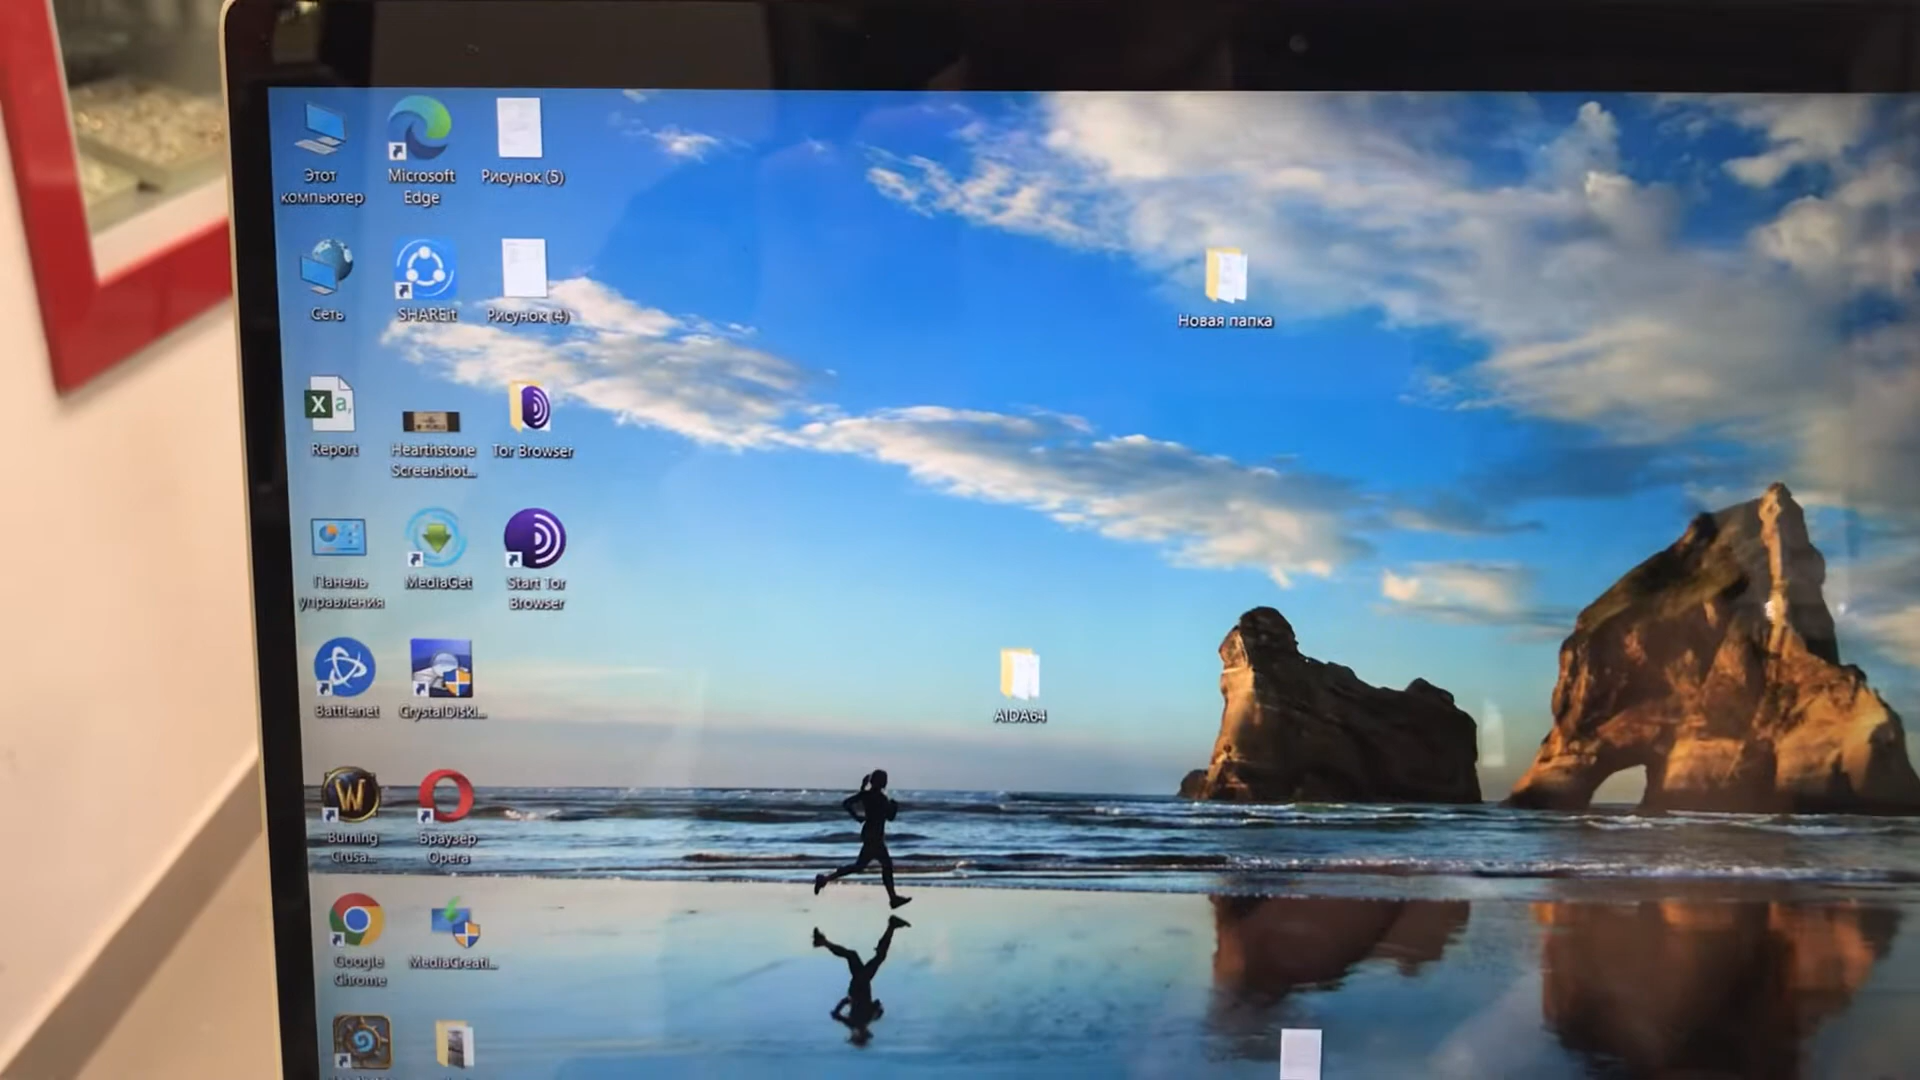 Этот
компьютер
Microsoft
Edge
Рисунок (5)
Сеть
SHAREit
Рисунок (4)
Новая папка
Report
Hearthstone
Screenshot...
Tor Browser
Панель
управления
MediaGet
Start Tor
Browser
Battle.net
CrystalDiskI...
AIDA64
Burning
Crusa...
Браузер
Opera
Google
Chrome
MediaCreati...